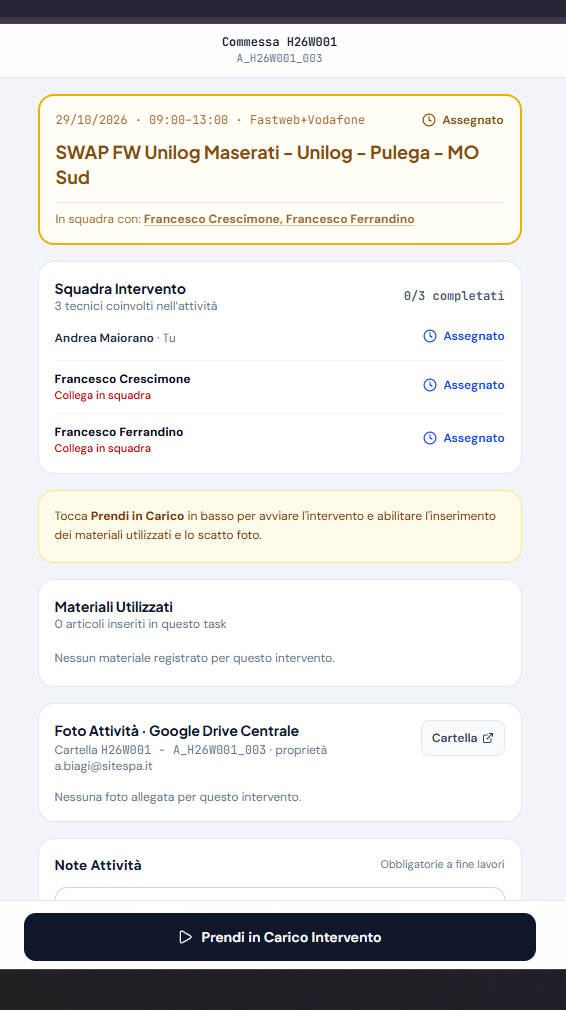 Commessa H26W001
A_H26W001_003
29/10/2026 · 09:00–13:00 · Fastweb+Vodafone
Assegnato
SWAP FW Unilog Maserati – Unilog – Pulega – MO
Sud
In squadra con: Francesco Crescimone, Francesco Ferrandino
Squadra Intervento
3 tecnici coinvolti nell'attività
0/3 completati
Andrea Maiorano · Tu
Assegnato
Francesco Crescimone
Collega in squadra
Assegnato
Francesco Ferrandino
Collega in squadra
Assegnato
Tocca Prendi in Carico in basso per avviare l'intervento e abilitare l'inserimento
dei materiali utilizzati e lo scatto foto.
Materiali Utilizzati
0 articoli inseriti in questo task
Nessun materiale registrato per questo intervento.
Foto Attività · Google Drive Centrale
Cartella H26W001 - A_H26W001_003 · proprietà
a.biagi@sitespa.it
Cartella
Nessuna foto allegata per questo intervento.
Note Attività
Obbligatorie a fine lavori
Prendi in Carico Intervento